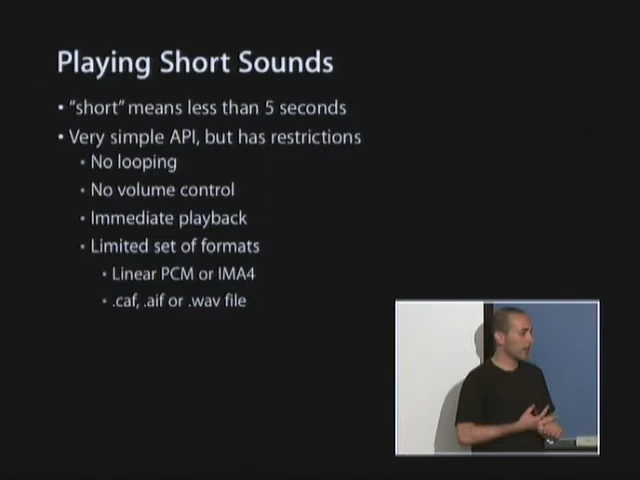 Playing Short Sounds
• "short" means less than 5 seconds
• Very simple API, but has restrictions
• No looping
• No volume control
• Immediate playback
• Limited set of formats
• Linear PCM or IMA4
• .caf, .aif or .wav file